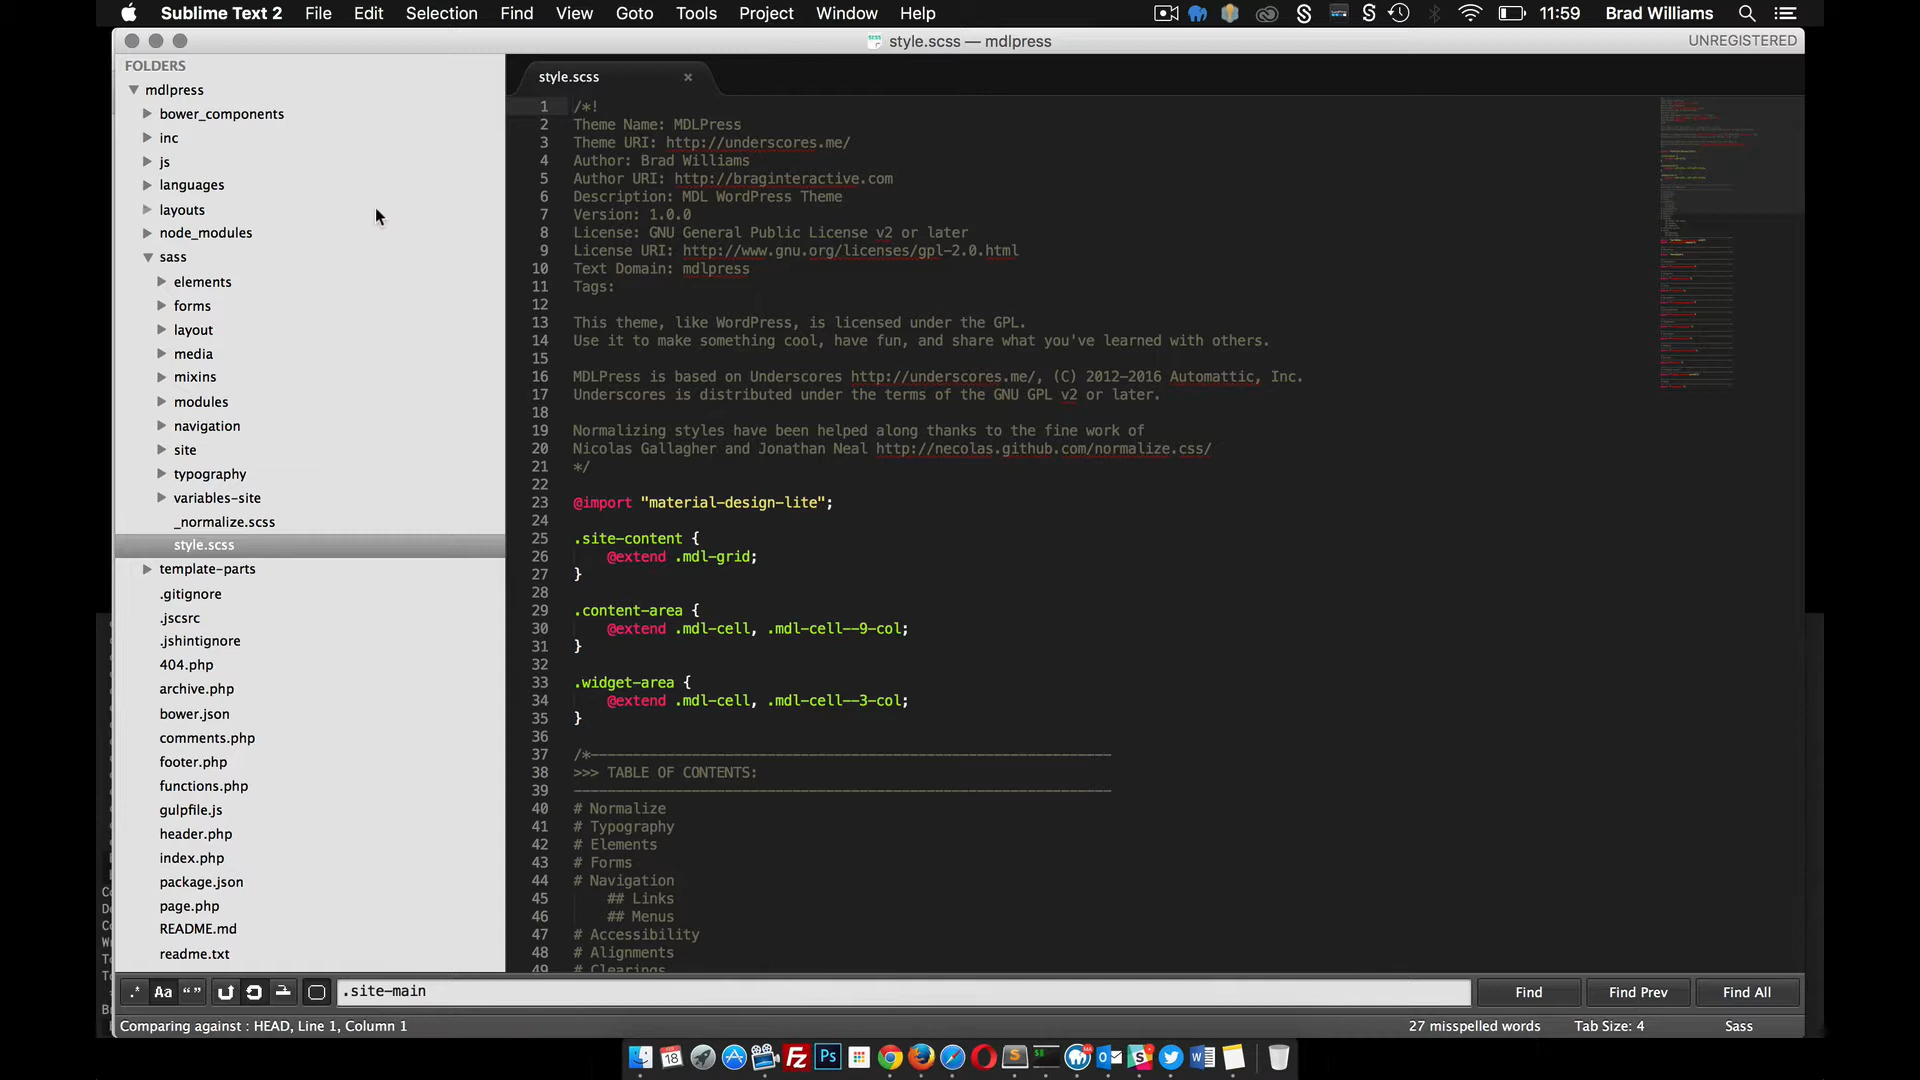 Sublime Text 2 File Edit Selection Find View Goto Tools Project Window Help 11:59 Brad Williams
style.scss — mdlpress UNREGISTERED
FOLDERS
mdlpress
bower_components
inc
js
languages
layouts
node_modules
sass
elements
forms
layout
media
mixins
modules
navigation
site
typography
variables-site
_normalize.scss
style.scss
template-parts
.gitignore
.jscsrc
.jshintignore
404.php
archive.php
bower.json
comments.php
footer.php
functions.php
gulpfile.js
header.php
index.php
package.json
page.php
README.md
readme.txt
style.scss ×
1 /*!
2 Theme Name: MDLPress
3 Theme URI: http://underscores.me/
4 Author: Brad Williams
5 Author URI: http://braginteractive.com
6 Description: MDL WordPress Theme
7 Version: 1.0.0
8 License: GNU General Public License v2 or later
9 License URI: http://www.gnu.org/licenses/gpl-2.0.html
10 Text Domain: mdlpress
11 Tags:
12
13 This theme, like WordPress, is licensed under the GPL.
14 Use it to make something cool, have fun, and share what you've learned with others.
15
16 MDLPress is based on Underscores http://underscores.me/, (C) 2012-2016 Automattic, Inc.
17 Underscores is distributed under the terms of the GNU GPL v2 or later.
18
19 Normalizing styles have been helped along thanks to the fine work of
20 Nicolas Gallagher and Jonathan Neal http://necolas.github.com/normalize.css/
21 */
22
23 @import "material-design-lite";
24
25 .site-content {
26 @extend .mdl-grid;
27 }
28
29 .content-area {
30 @extend .mdl-cell, .mdl-cell--9-col;
31 }
32
33 .widget-area {
34 @extend .mdl-cell, .mdl-cell--3-col;
35 }
36
37 /*--------------------------------------------------------------
38 >>> TABLE OF CONTENTS:
39 ----------------------------------------------------------------
40 # Normalize
41 # Typography
42 # Elements
43 # Forms
44 # Navigation
45 ## Links
46 ## Menus
47 # Accessibility
48 # Alignments
49 # Clearings
.* Aa “” .site-main Find Find Prev Find All
Comparing against : HEAD, Line 1, Column 1 27 misspelled words Tab Size: 4 Sass
18 Fz Ps